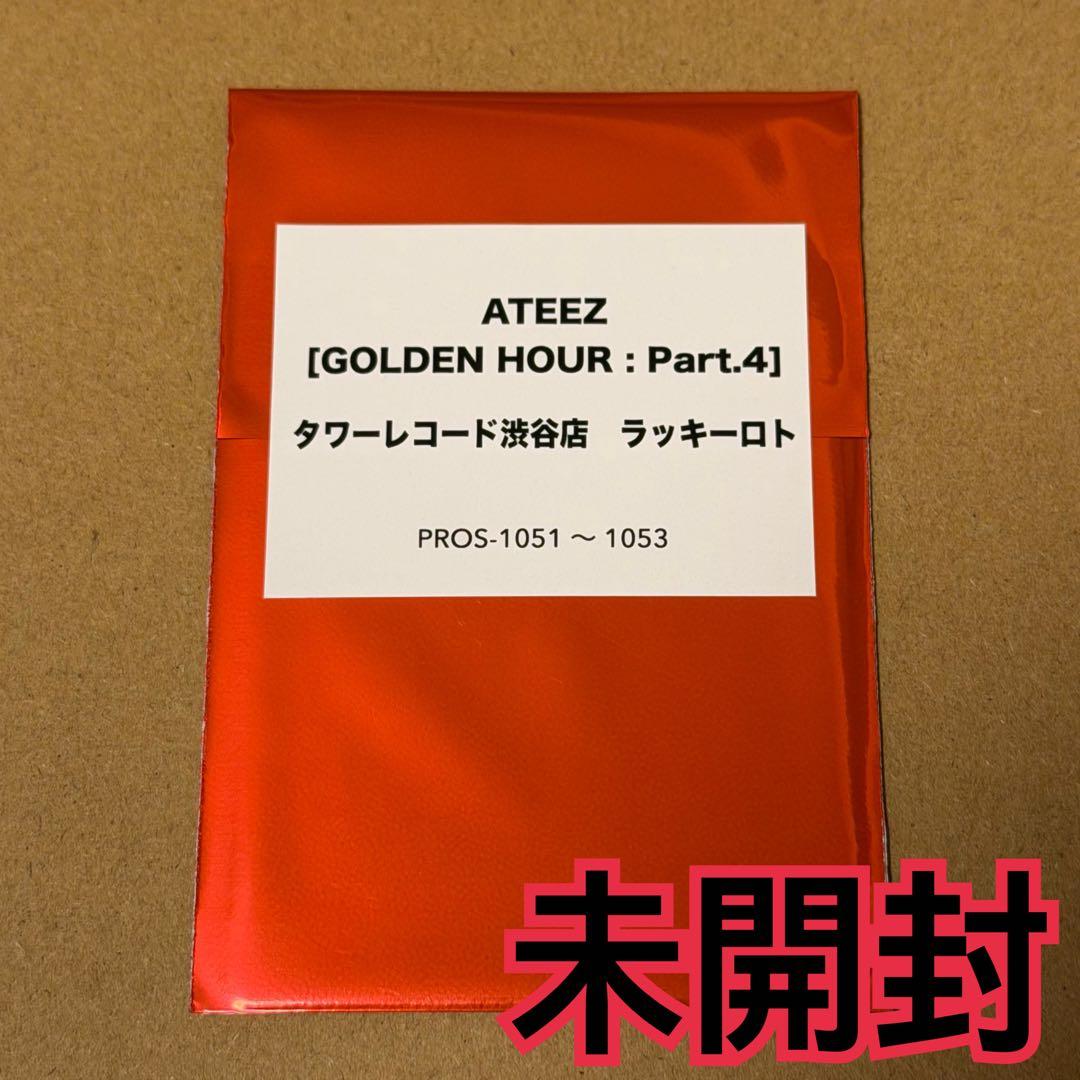 ATEEZ
[GOLDEN HOUR : Part.4]
タワーレコード渋谷店　ラッキーロト
PROS-1051 〜 1053
未開封